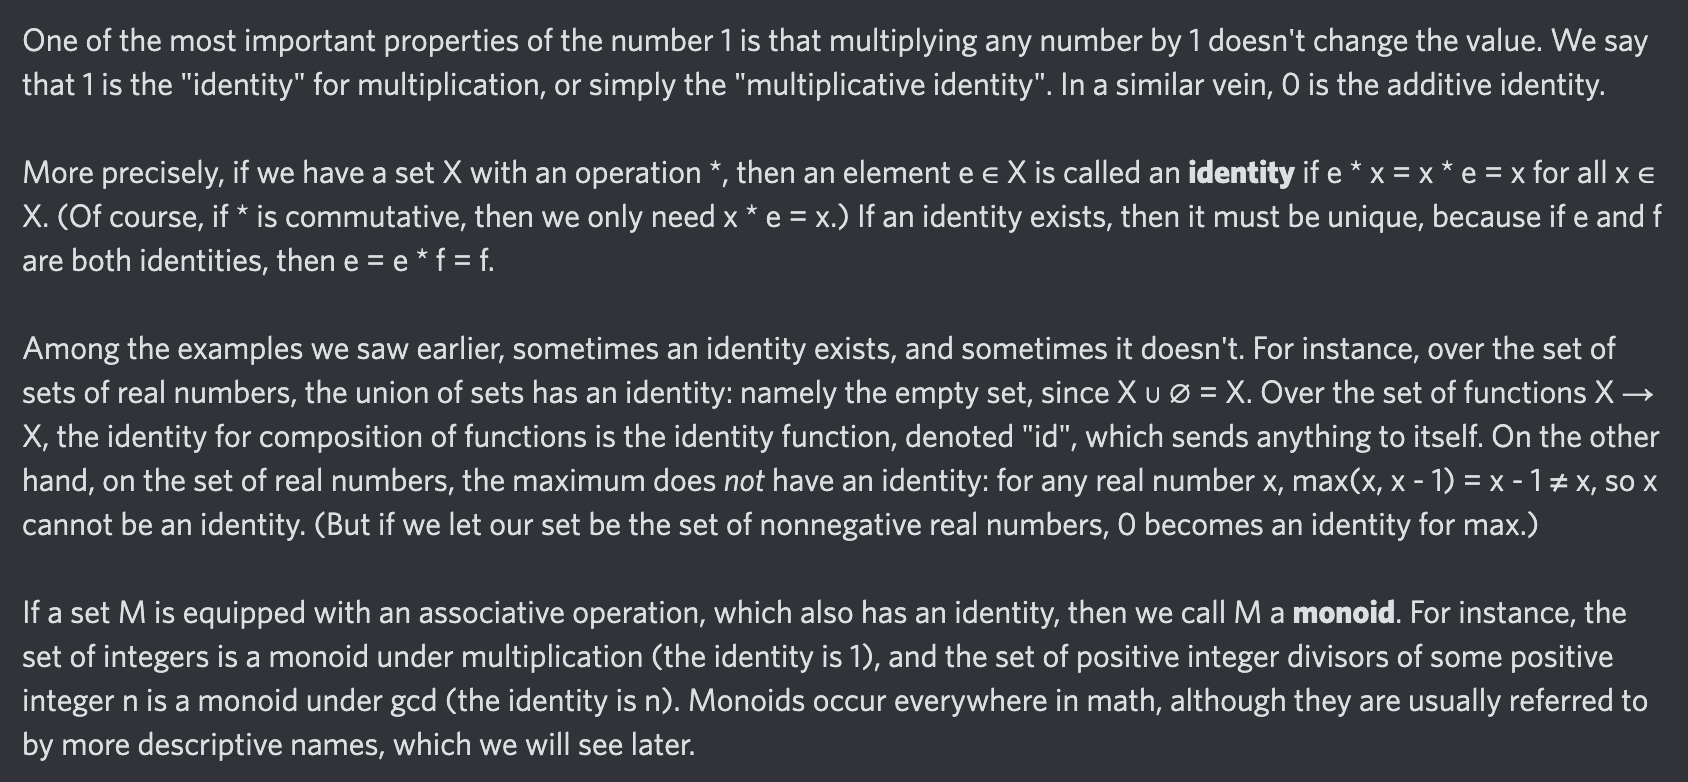 One of the most important properties of the number 1 is that multiplying any number by 1 doesn't change the value. We say
that 1 is the "identity" for multiplication, or simply the "multiplicative identity". In a similar vein, 0 is the additive identity.
More precisely, if we have a set X with an operation *, then an element e ∈ X is called an identity if e * x = x * e = x for all x ∈
X. (Of course, if * is commutative, then we only need x * e = x.) If an identity exists, then it must be unique, because if e and f
are both identities, then e = e * f = f.
Among the examples we saw earlier, sometimes an identity exists, and sometimes it doesn't. For instance, over the set of
sets of real numbers, the union of sets has an identity: namely the empty set, since X ∪ ∅ = X. Over the set of functions X →
X, the identity for composition of functions is the identity function, denoted "id", which sends anything to itself. On the other
hand, on the set of real numbers, the maximum does not have an identity: for any real number x, max(x, x - 1) = x - 1 ≠ x, so x
cannot be an identity. (But if we let our set be the set of nonnegative real numbers, 0 becomes an identity for max.)
If a set M is equipped with an associative operation, which also has an identity, then we call M a monoid. For instance, the
set of integers is a monoid under multiplication (the identity is 1), and the set of positive integer divisors of some positive
integer n is a monoid under gcd (the identity is n). Monoids occur everywhere in math, although they are usually referred to
by more descriptive names, which we will see later.